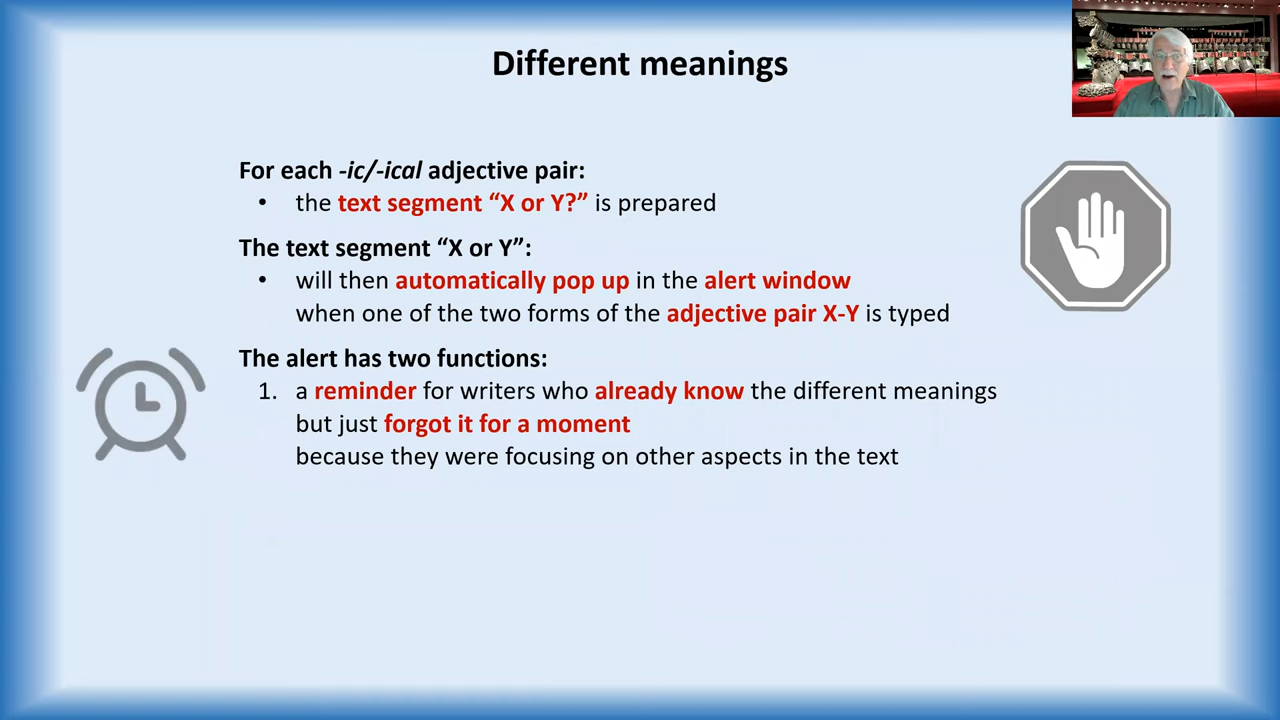 Different meanings
For each -ic/-ical adjective pair:
• the text segment “X or Y?” is prepared
The text segment “X or Y”:
• will then automatically pop up in the alert window
when one of the two forms of the adjective pair X-Y is typed
The alert has two functions:
1. a reminder for writers who already know the different meanings
but just forgot it for a moment
because they were focusing on other aspects in the text